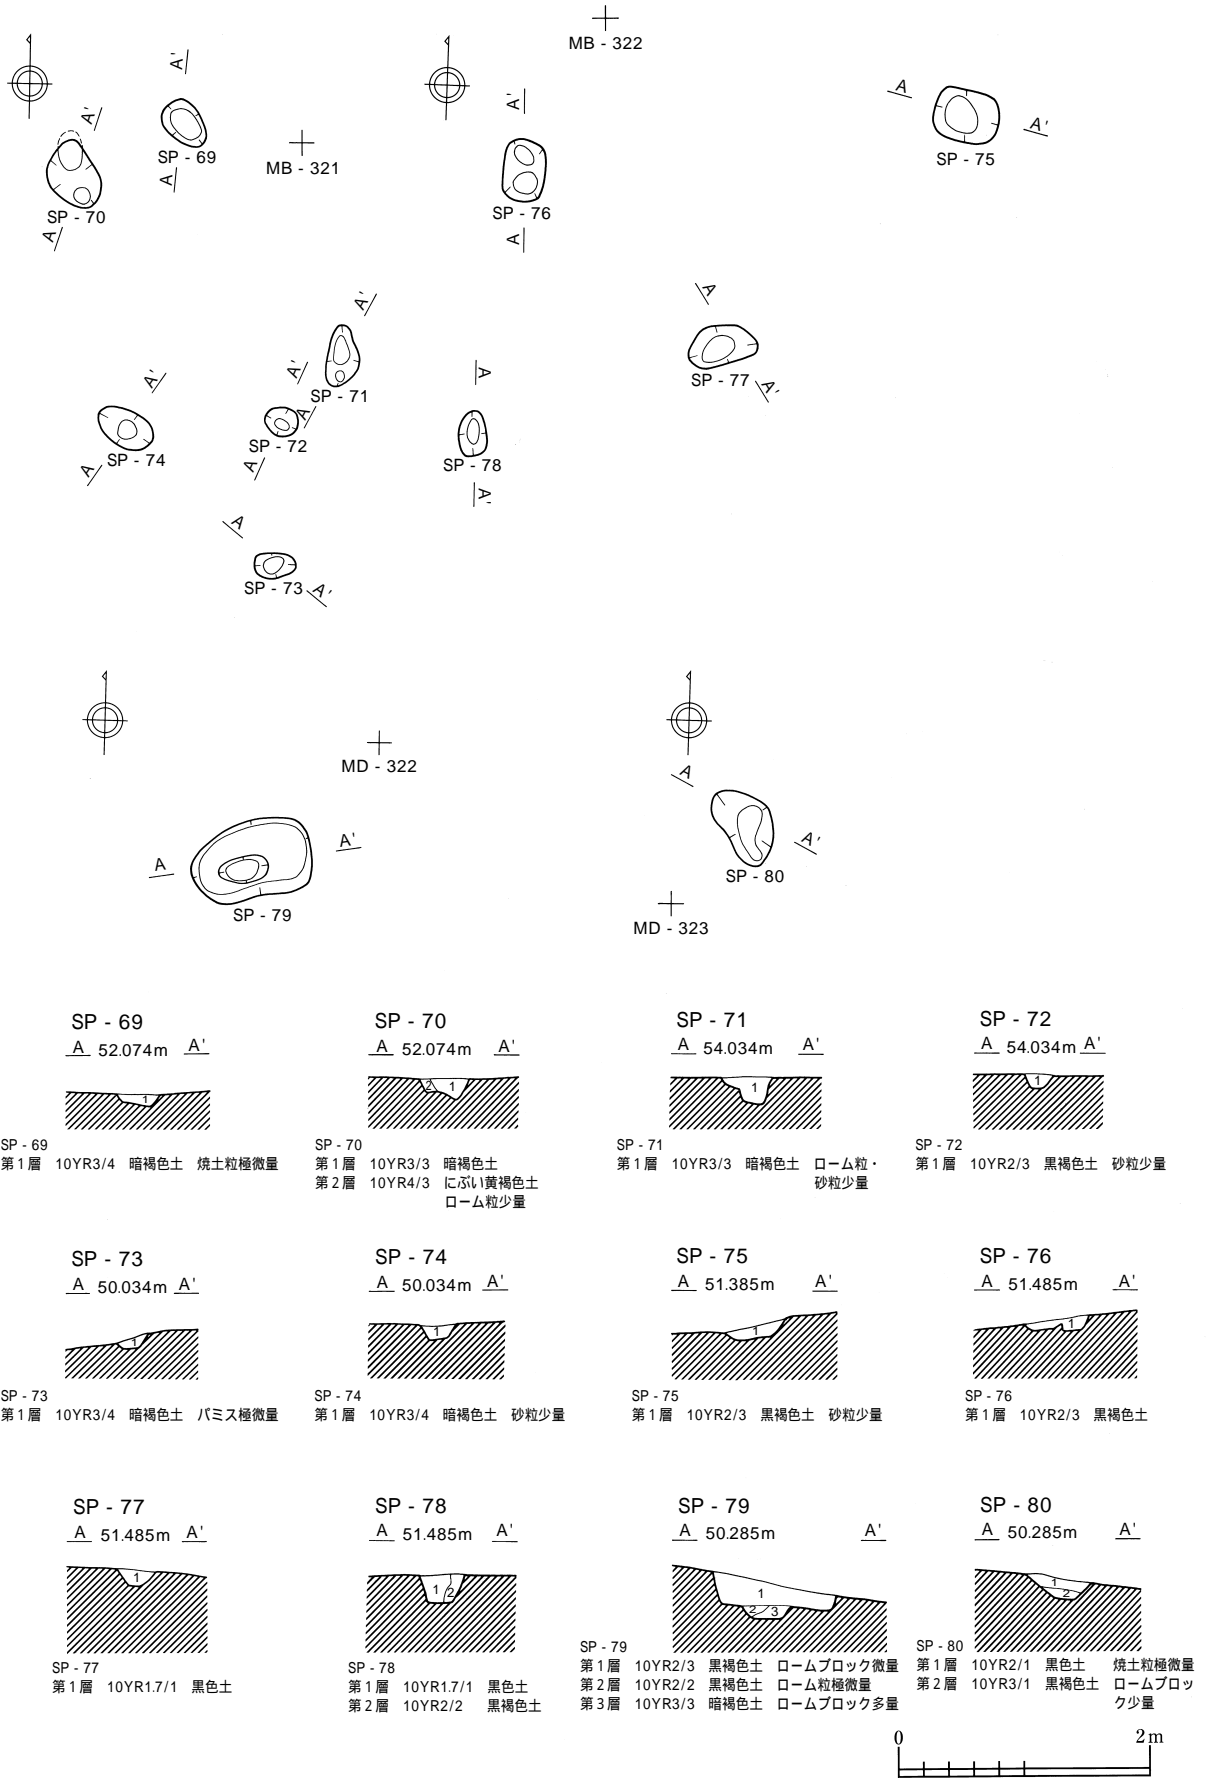 MB - 322
A'
A'
A'
A
A'
SP - 69
MB - 321
SP - 75
SP - 70
A
A
SP - 76
A
A
A'
SP - 71
A'
A'
A
A
SP - 77
A'
SP - 72
A
SP - 74
A
A
SP - 78
A'
A
SP - 73
A'
MD - 322
A
A'
A
A'
SP - 80
SP - 79
MD - 323
SP - 69
A 52.074m A'
1
SP - 69
第1層 10YR3/4 暗褐色土 焼土粒極微量
SP - 70
A 52.074m A'
2 1
SP - 70
第1層 10YR3/3 暗褐色土
第2層 10YR4/3 にぶい黄褐色土
ローム粒少量
SP - 71
A 54.034m A'
1
SP - 71
第1層 10YR3/3 暗褐色土 ローム粒・
砂粒少量
SP - 72
A 54.034m A'
1
SP - 72
第1層 10YR2/3 黒褐色土 砂粒少量
SP - 73
A 50.034m A'
1
SP - 73
第1層 10YR3/4 暗褐色土 パミス極微量
SP - 74
A 50.034m A'
1
SP - 74
第1層 10YR3/4 暗褐色土 砂粒少量
SP - 75
A 51.385m A'
1
SP - 75
第1層 10YR2/3 黒褐色土 砂粒少量
SP - 76
A 51.485m A'
1
SP - 76
第1層 10YR2/3 黒褐色土
SP - 77
A 51.485m A'
1
SP - 77
第1層 10YR1.7/1 黒色土
SP - 78
A 51.485m A'
1 2
SP - 78
第1層 10YR1.7/1 黒色土
第2層 10YR2/2 黒褐色土
SP - 79
A 50.285m A'
1
2 3
SP - 79
第1層 10YR2/3 黒褐色土 ロームブロック微量
第2層 10YR2/2 黒褐色土 ローム粒極微量
第3層 10YR3/3 暗褐色土 ロームブロック多量
SP - 80
A 50.285m A'
1
2
SP - 80
第1層 10YR2/1 黒色土 焼土粒極微量
第2層 10YR3/1 黒褐色土 ロームブロッ
ク少量
0 2m